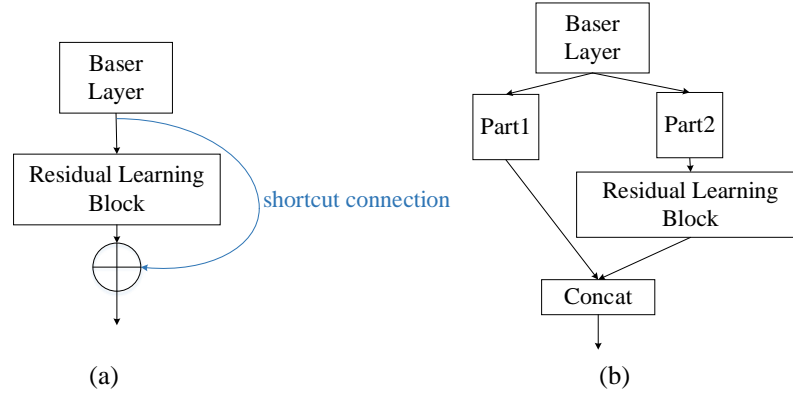 Baser
Layer
Residual Learning
Block
shortcut connection
(a)
Baser
Layer
Part1
Part2
Residual Learning
Block
Concat
(b)